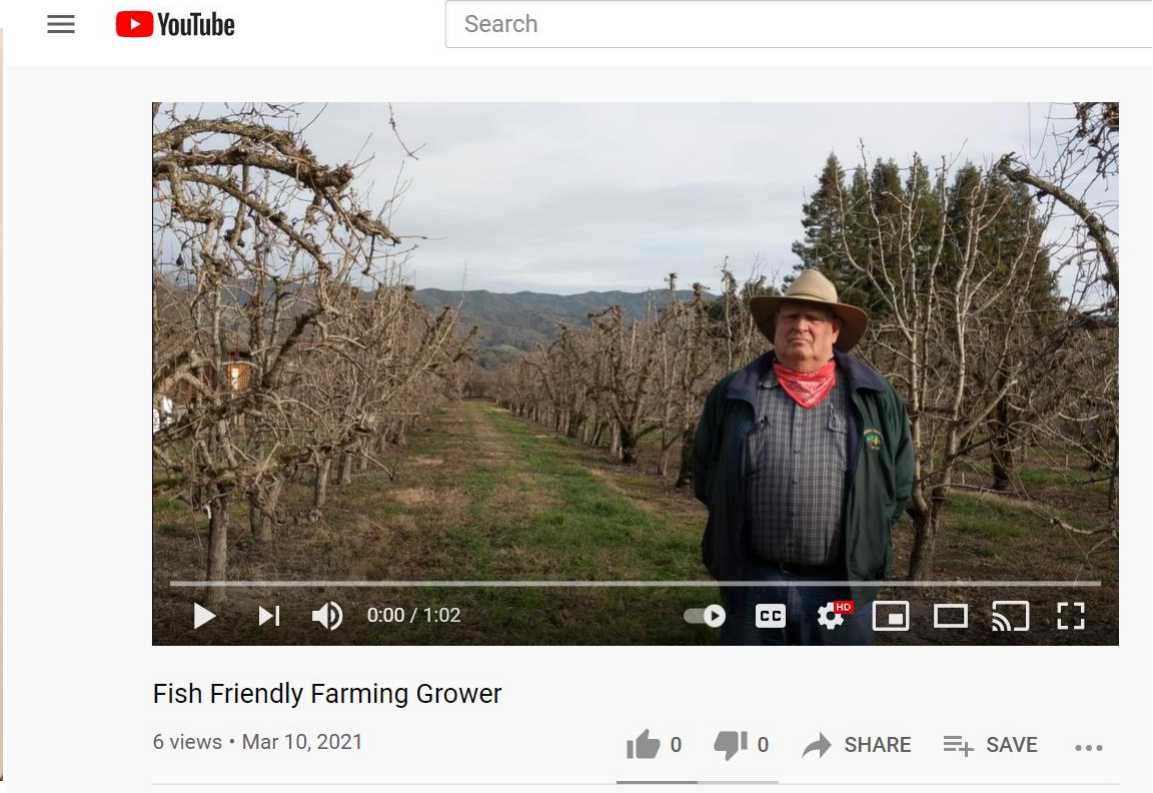 YouTube
Search
0:00 / 1:02
CC
HD
Fish Friendly Farming Grower
6 views • Mar 10, 2021
0
0
SHARE
SAVE